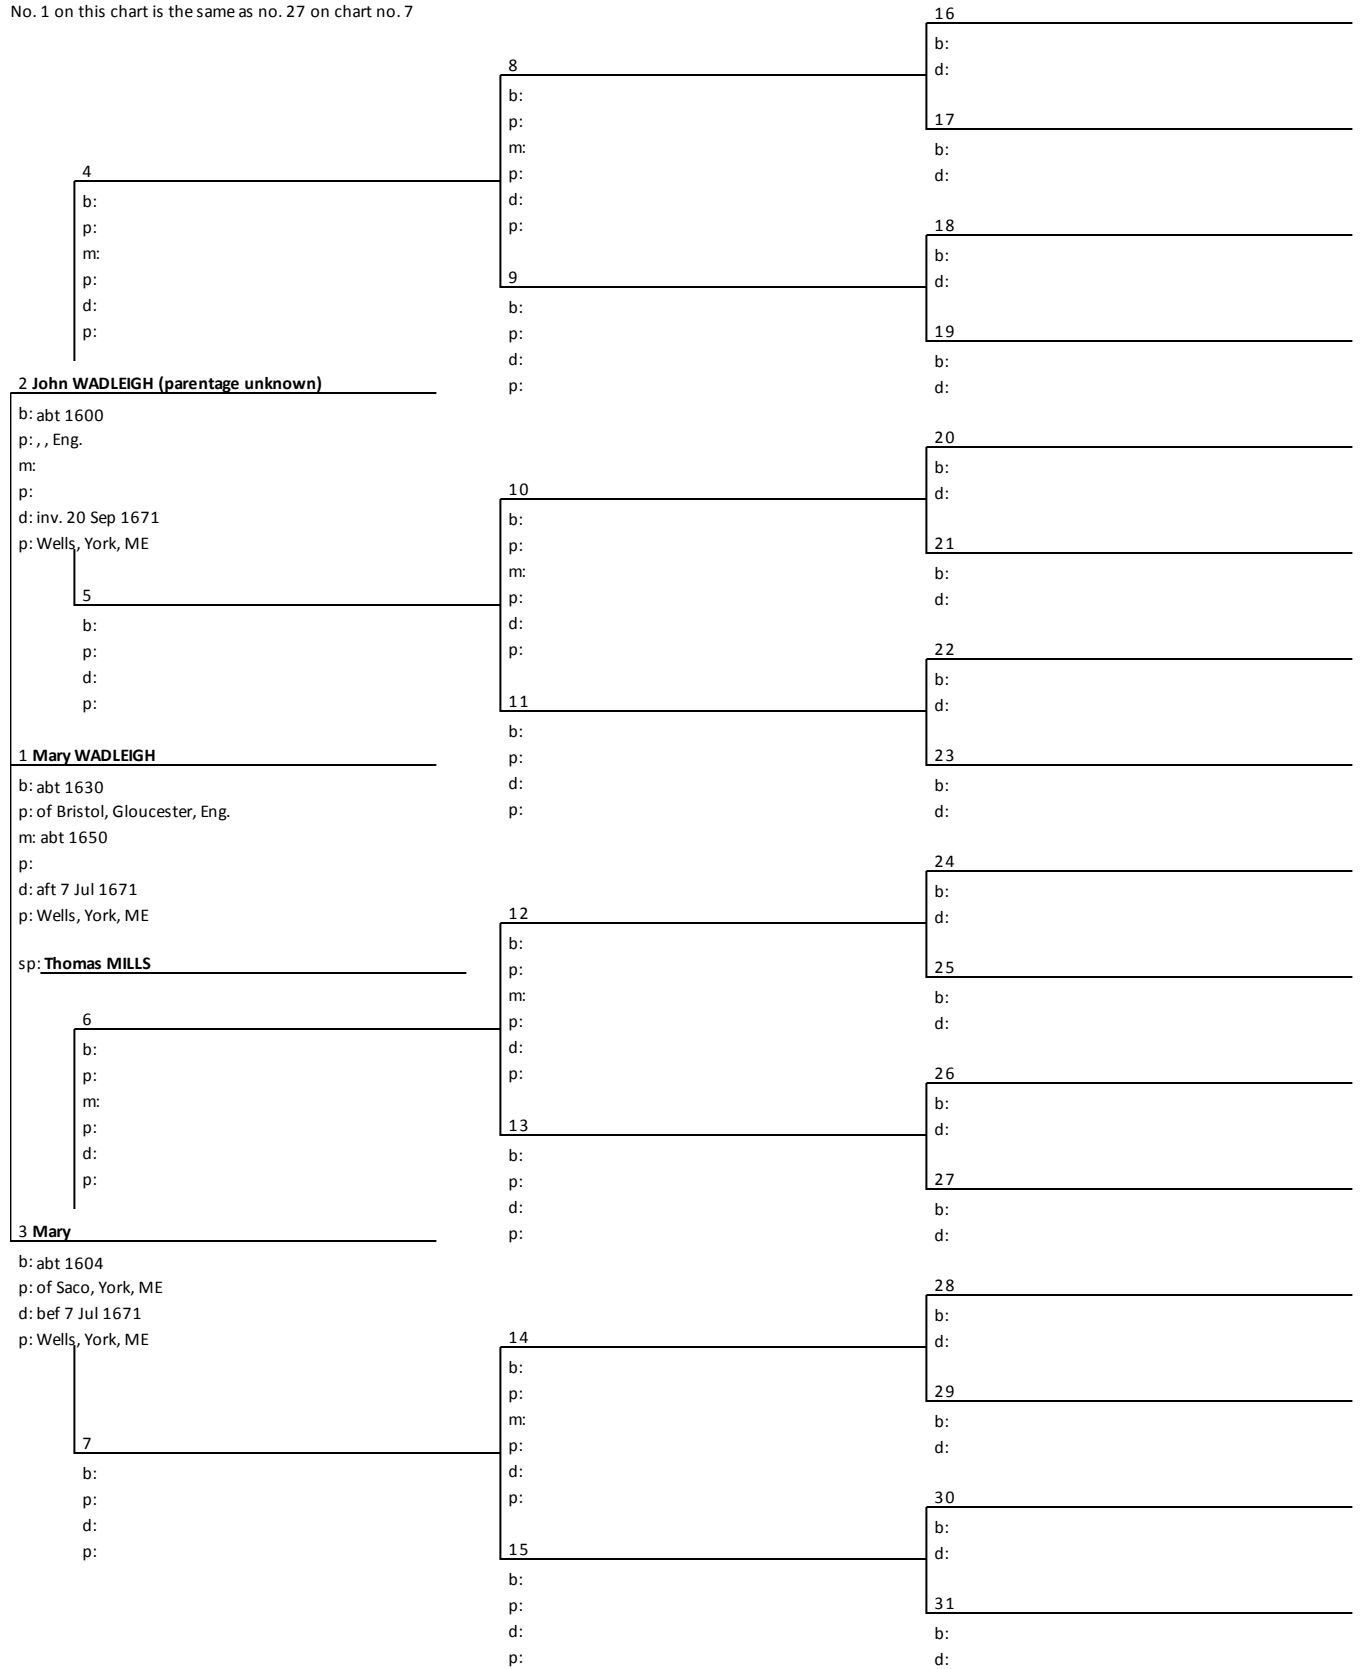 No. 1 on this chart is the same as no. 27 on chart no. 7
2 John WADLEIGH (parentage unknown)
b: abt 1600
p: , , Eng.
m:
p:
d: inv. 20 Sep 1671
p: Wells, York, ME
1 Mary WADLEIGH
b: abt 1630
p: of Bristol, Gloucester, Eng.
m: abt 1650
p:
d: aft 7 Jul 1671
p: Wells, York, ME
sp: Thomas MILLS
3 Mary
b: abt 1604
p: of Saco, York, ME
d: bef 7 Jul 1671
p: Wells, York, ME
4
b:
p:
m:
p:
d:
p:
5
b:
p:
d:
p:
6
b:
p:
m:
p:
d:
p:
7
b:
p:
d:
p:
8
b:
p:
m:
p:
d:
p:
9
b:
p:
d:
p:
10
b:
p:
m:
p:
d:
p:
11
b:
p:
d:
p:
12
b:
p:
m:
p:
d:
p:
13
b:
p:
d:
p:
14
b:
p:
m:
p:
d:
p:
15
b:
p:
d:
p:
16
b:
d:
17
b:
d:
18
b:
d:
19
b:
d:
20
b:
d:
21
b:
d:
22
b:
d:
23
b:
d:
24
b:
d:
25
b:
d:
26
b:
d:
27
b:
d:
28
b:
d:
29
b:
d:
30
b:
d:
31
b:
d: